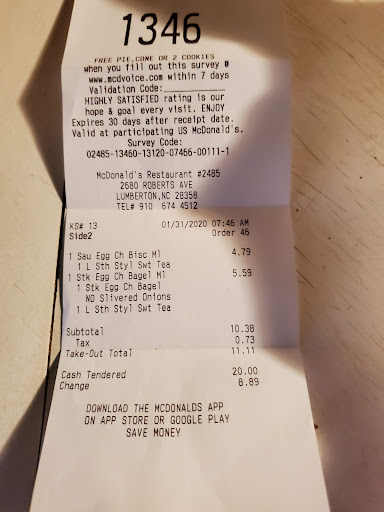 1346
FREE PIE,CONE OR 2 COOKIES
when you fill out this survey @
www.mcdvoice.com within 7 days
Validation Code:____________
HIGHLY SATISFIED rating is our
hope & goal every visit. ENJOY
Expires 30 days after receipt date.
Valid at participating US McDonald's.
Survey Code:
02485-13460-13120-07466-00111-1
McDonald's Restaurant #2485
2680 ROBERTS AVE
LUMBERTON,NC 28358
TEL# 910 674 4512
KS# 13 01/31/2020 07:46 AM
Side2 Order 46
1 Sau Egg Ch Bisc Ml 4.79
1 L Sth Styl Swt Tea
1 Stk Egg Ch Bagel Ml 5.59
1 Stk Egg Ch Bagel
NO Slivered Onions
1 L Sth Styl Swt Tea
Subtotal 10.38
Tax 0.73
Take-Out Total 11.11
Cash Tendered 20.00
Change 8.89
DOWNLOAD THE MCDONALDS APP
ON APP STORE OR GOOGLE PLAY
SAVE MONEY